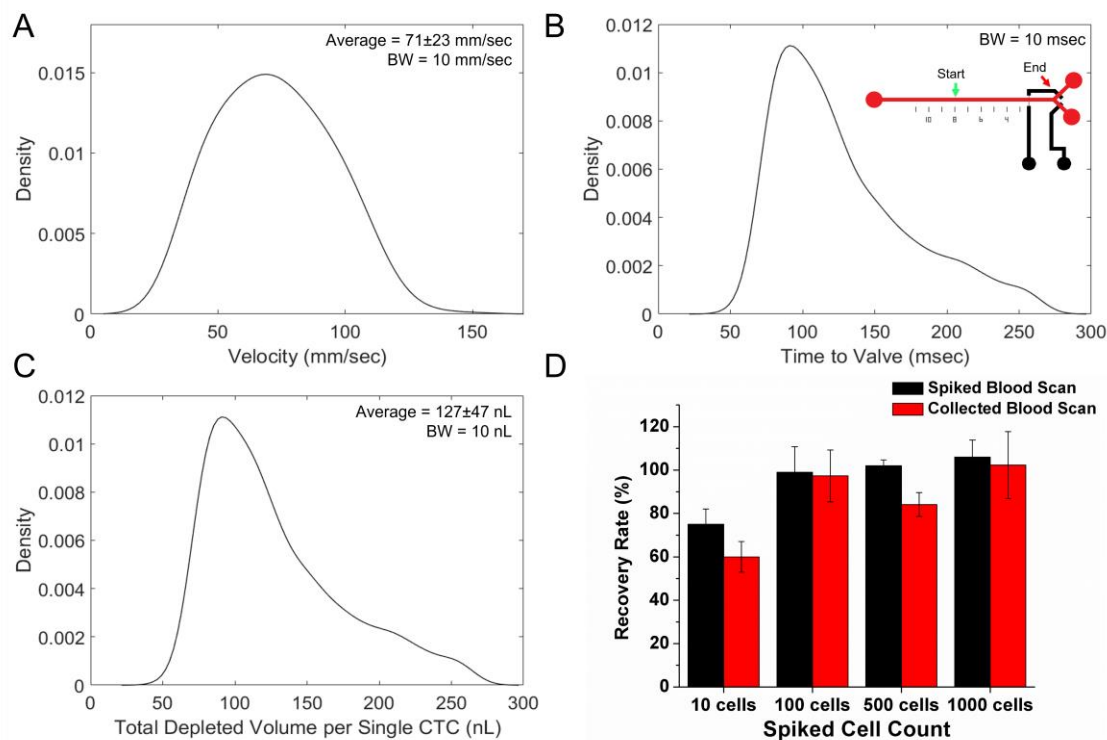 A
Average = 71±23 mm/sec
BW = 10 mm/sec
0.015
0.01
0.005
0
Density
0 50 100 150
Velocity (mm/sec)
B
BW = 10 msec
Start
End
10 8 6 4
0.012
0.01
0.008
0.006
0.004
0.002
0
Density
0 50 100 150 200 250 300
Time to Valve (msec)
C
Average = 127±47 nL
BW = 10 nL
0.012
0.01
0.008
0.006
0.004
0.002
0
Density
0 50 100 150 200 250 300
Total Depleted Volume per Single CTC (nL)
D
Spiked Blood Scan
Collected Blood Scan
120
100
80
60
40
20
0
Recovery Rate (%)
10 cells 100 cells 500 cells 1000 cells
Spiked Cell Count